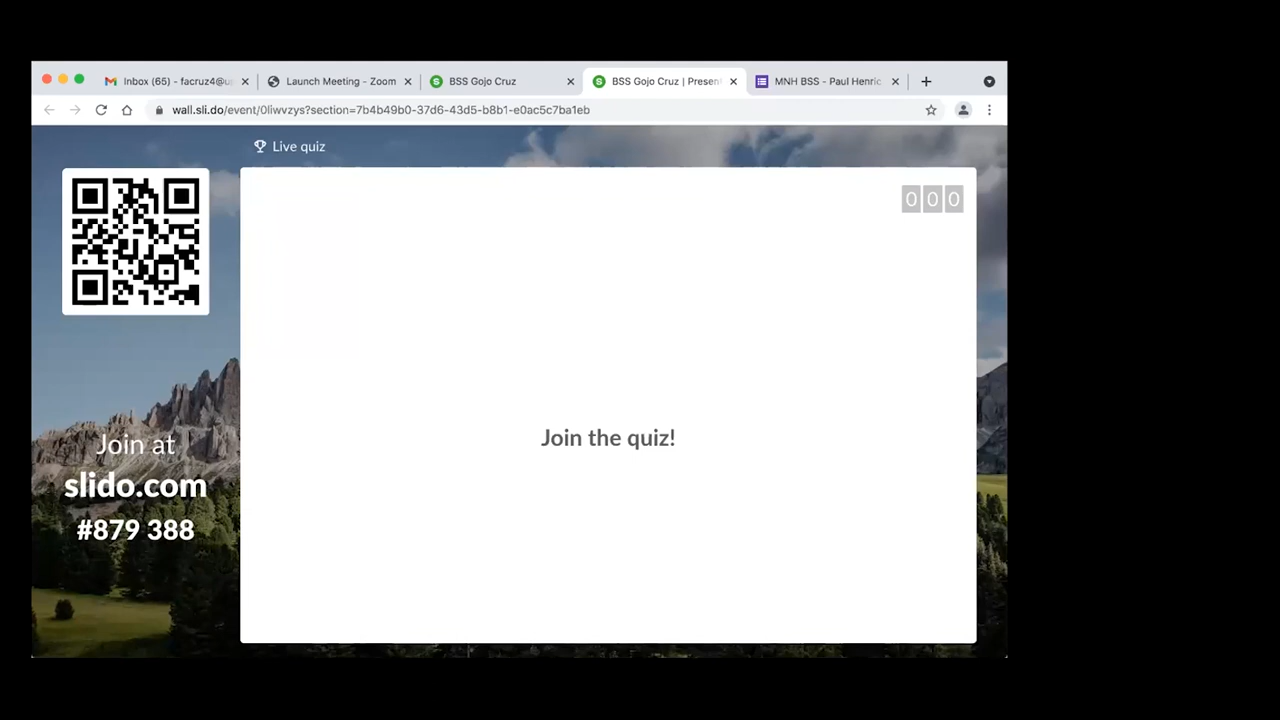 Inbox (65) - facruz4@u
Launch Meeting - Zoom
BSS Gojo Cruz
BSS Gojo Cruz | Presen
MNH BSS - Paul Henric
wall.sli.do/event/0liwvzys?section=7b4b49b0-37d6-43d5-b8b1-e0ac5c7ba1eb
Live quiz
000
Join the quiz!
Join at
slido.com
#879 388